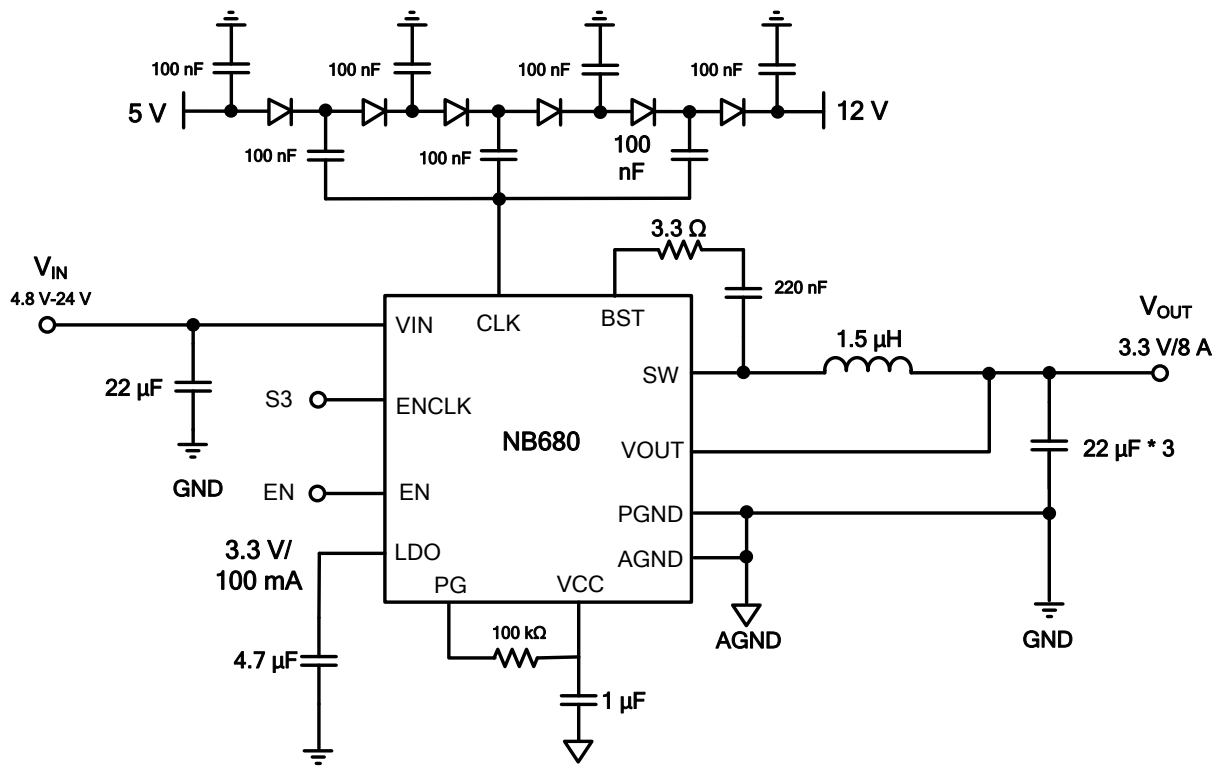 100 nF
100 nF
100 nF
100 nF
5 V
12 V
100 nF
100 nF
100
nF
3.3 Ω
220 nF
VIN
4.8 V-24 V
VIN
CLK
BST
VOUT
3.3 V/8 A
1.5 µH
SW
22 µF
S3
ENCLK
NB680
VOUT
22 µF * 3
GND
EN
EN
PGND
3.3 V/
100 mA
LDO
AGND
PG
VCC
100 kΩ
AGND
GND
4.7 µF
1 µF